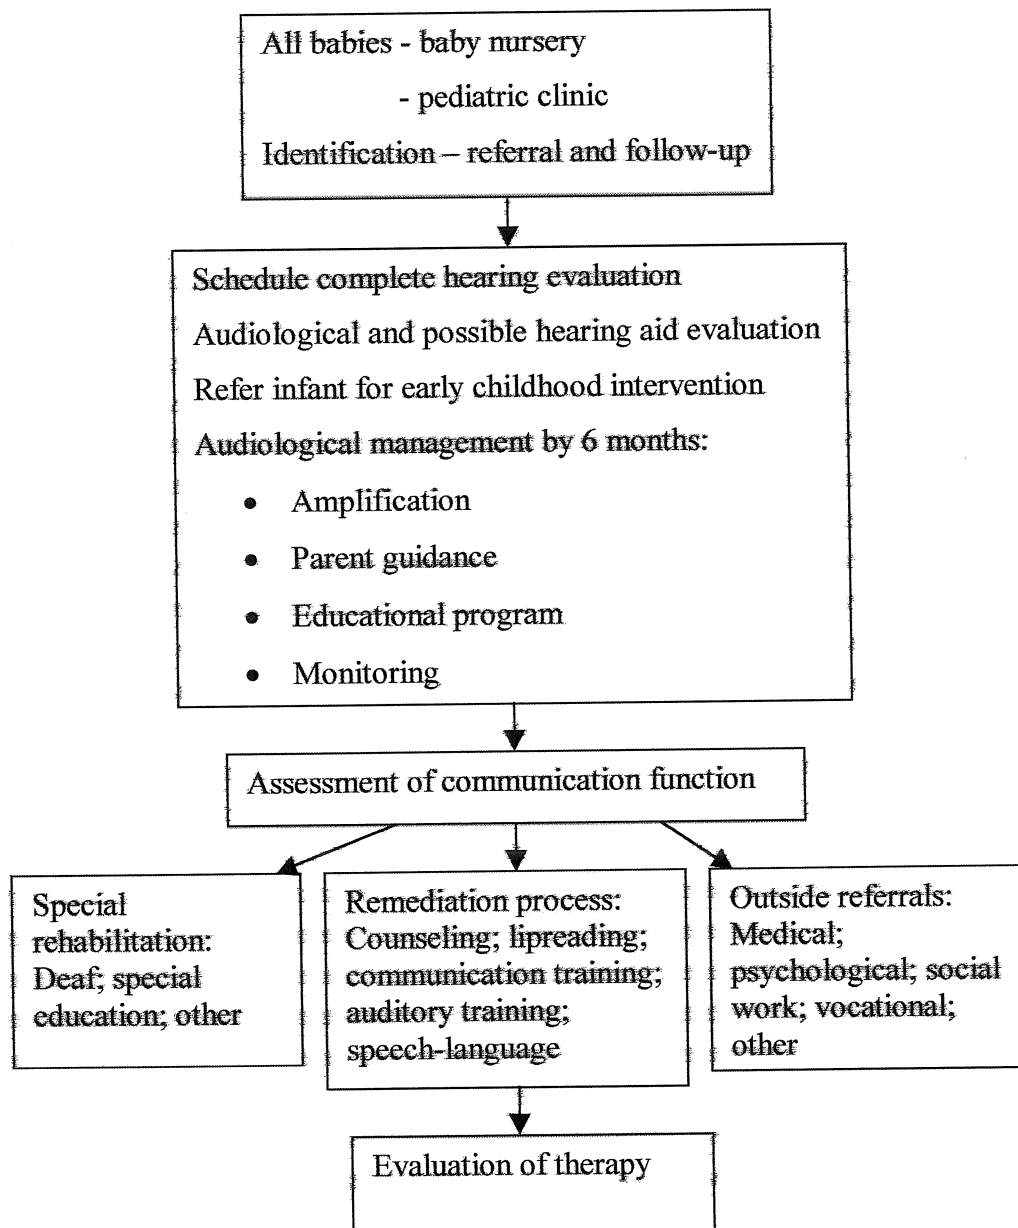 All babies - baby nursery
- pediatric clinic
Identification – referral and follow-up
Schedule complete hearing evaluation
Audiological and possible hearing aid evaluation
Refer infant for early childhood intervention
Audiological management by 6 months:
• Amplification
• Parent guidance
• Educational program
• Monitoring
Assessment of communication function
Special
rehabilitation:
Deaf; special
education; other
Remediation process:
Counseling; lipreading;
communication training;
auditory training;
speech-language
Outside referrals:
Medical;
psychological; social
work; vocational;
other
Evaluation of therapy